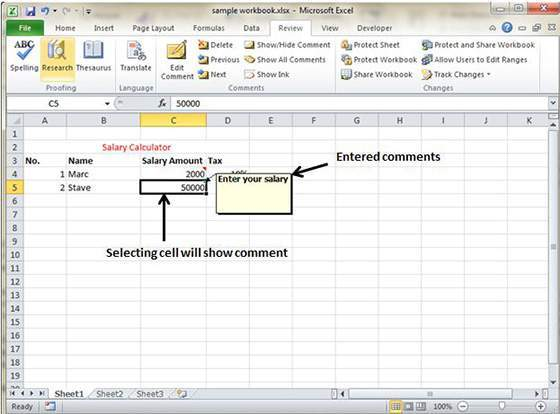 sample workbook.xlsx - Microsoft Excel
File Home Insert Page Layout Formulas Data Review View Developer
ABC Delete Show/Hide Comment Protect Sheet Protect and Share Workbook
Spelling Research Thesaurus Translate Edit Comment Previous Show All Comments Protect Workbook Allow Users to Edit Ranges
Next Show Ink Share Workbook Track Changes
Proofing Language Comments Changes
C5 fx 50000
A B C D E F G H I J K
1
2 Salary Calculator
3 No. Name Salary Amount Tax
Entered comments
4 1 Marc 2000 10%
5 2 Stave 50000
Enter your salary
6
7
8
9
10
Selecting cell will show comment
11
12
13
14
15
16
17
18
19
Sheet1 Sheet2 Sheet3
Ready 100%